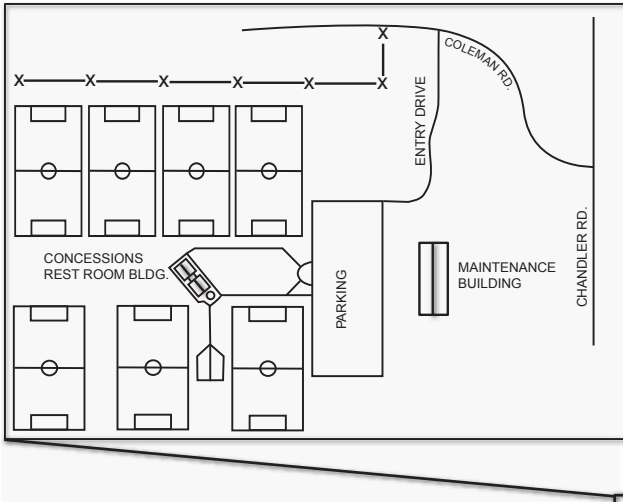 X X X X X X X
COLEMAN RD.
ENTRY DRIVE
CONCESSIONS
REST ROOM BLDG.
PARKING
MAINTENANCE
BUILDING
CHANDLER RD.